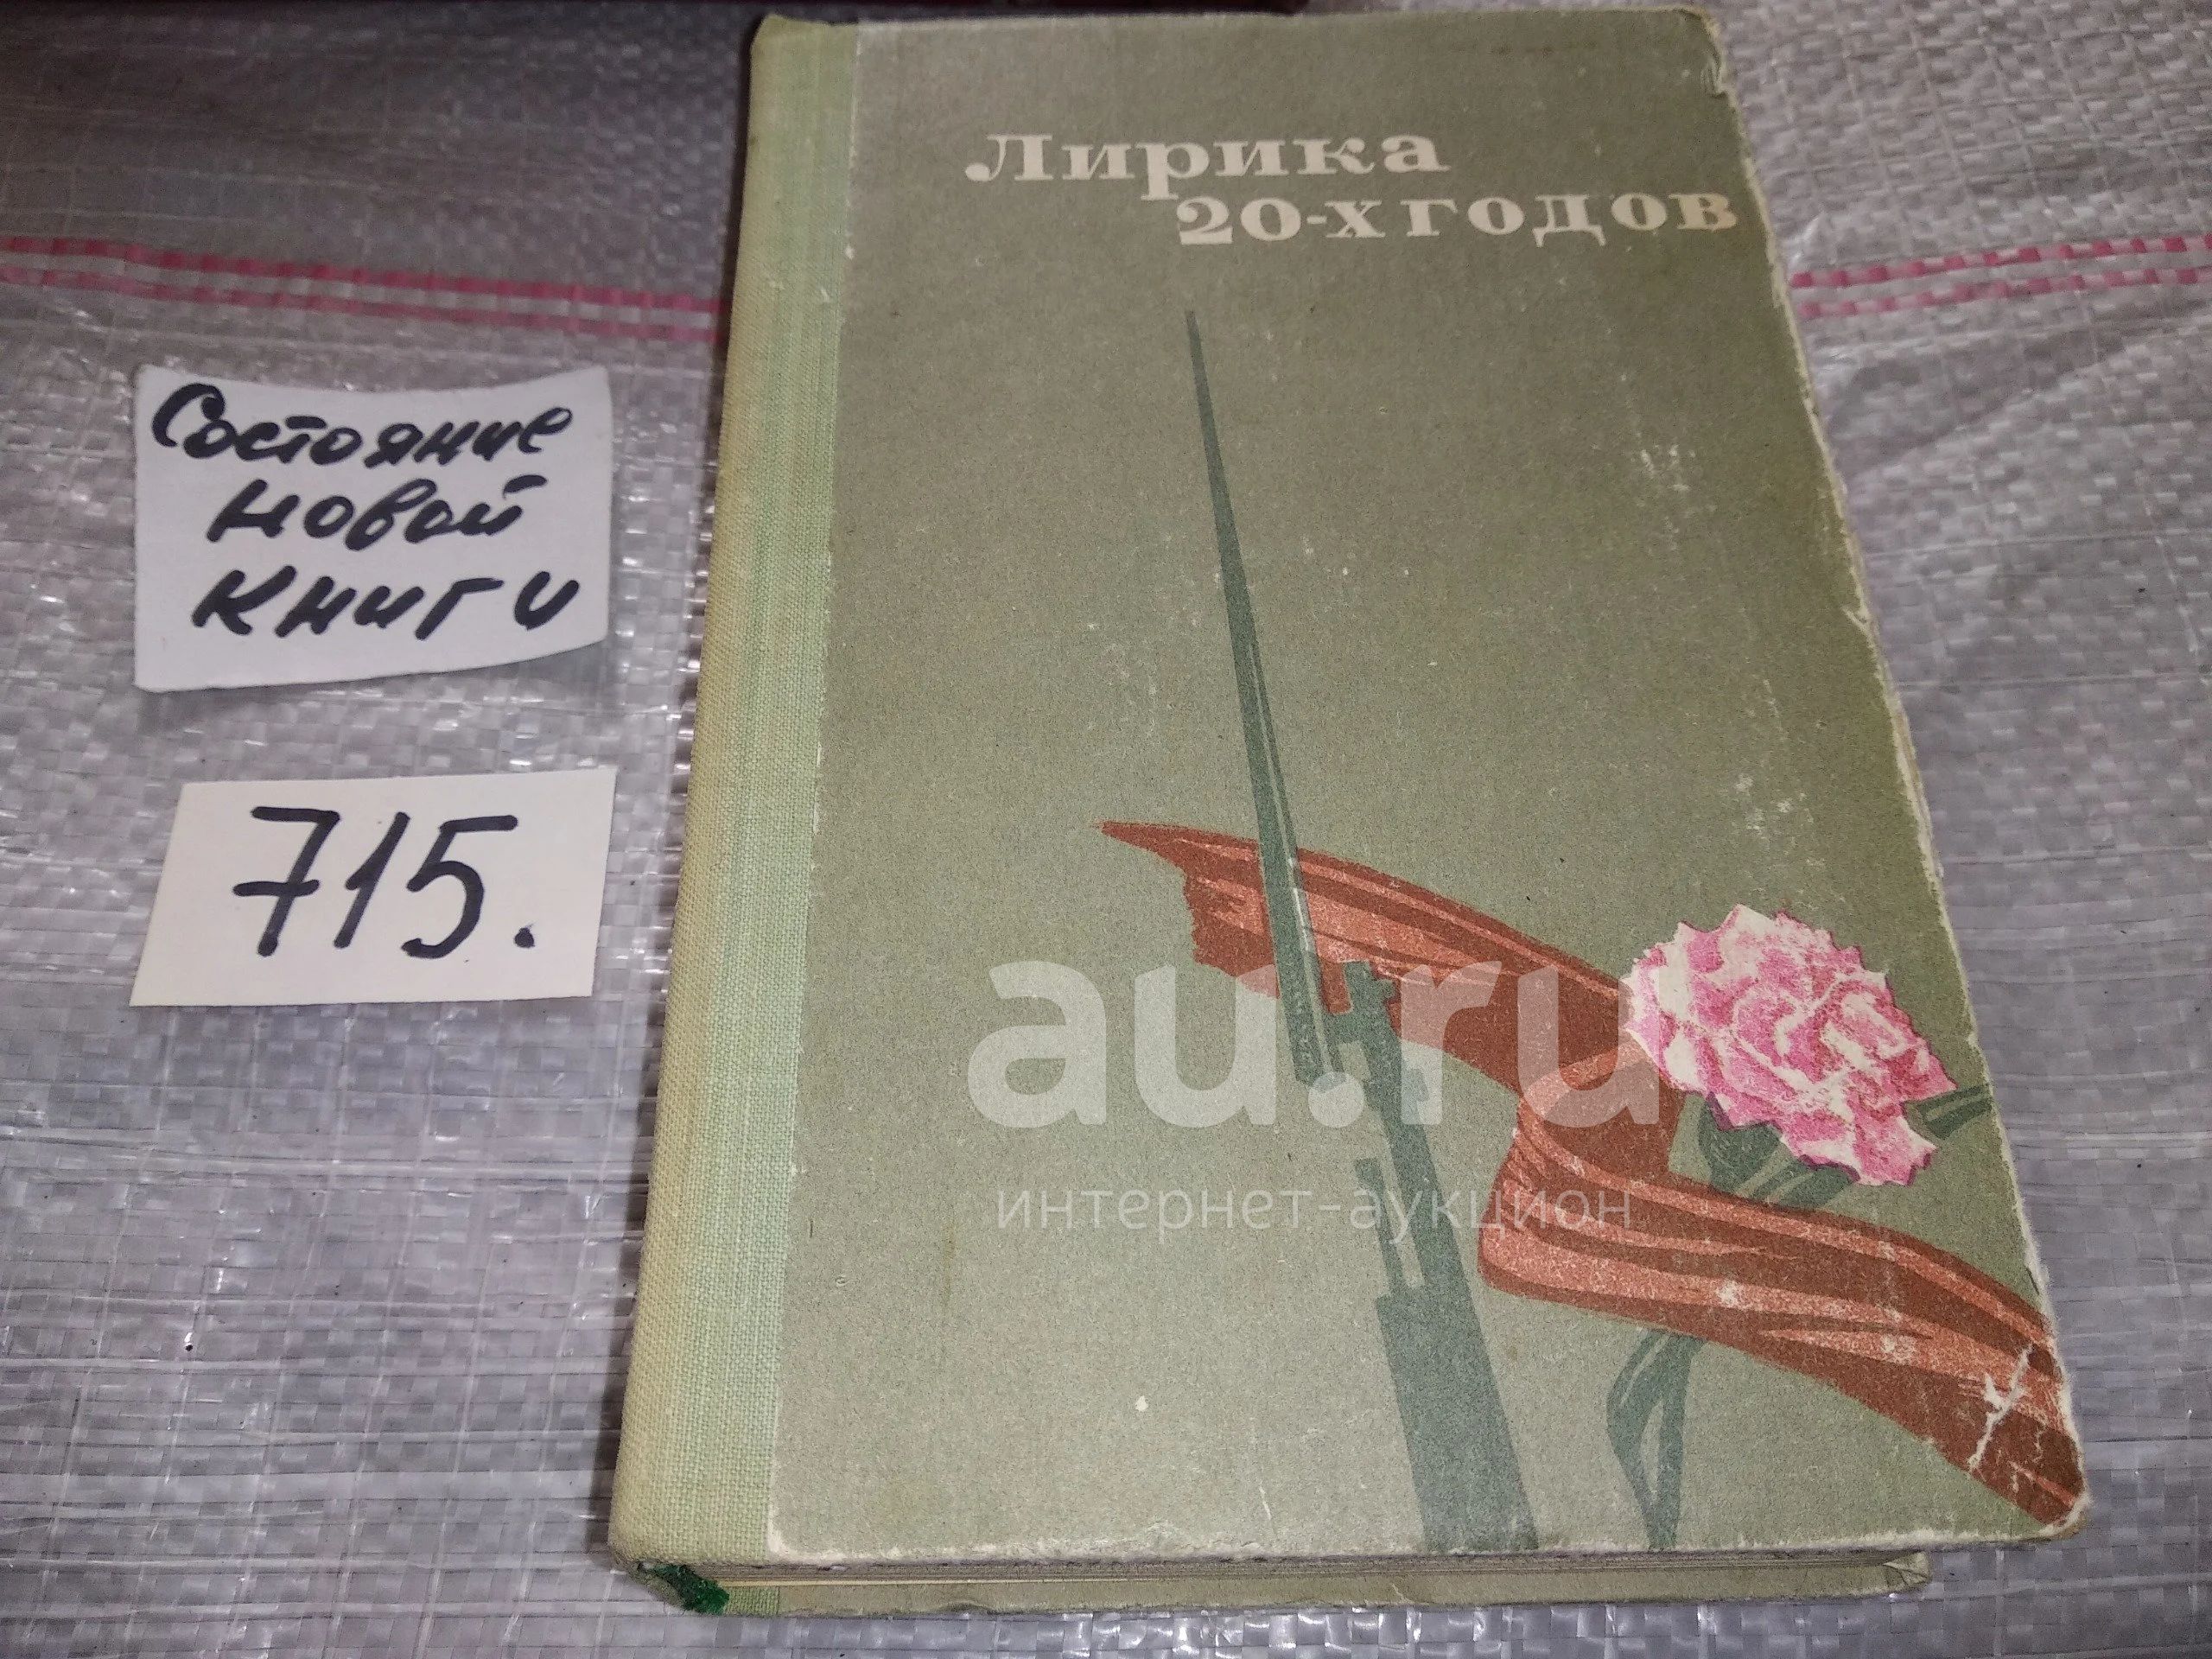 Лирика
20-х годов
Состояние
новой
книги
715.
au.ru
интернет-аукцион